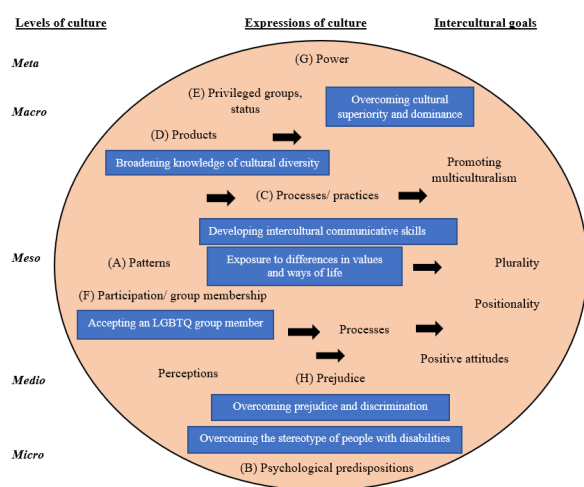 Levels of culture
Expressions of culture
Intercultural goals
Meta
(G) Power
(E) Privileged groups,
status
Macro
Overcoming cultural
superiority and dominance
(D) Products
Broadening knowledge of cultural diversity
Promoting
multiculturalism
(C) Processes/ practices
Developing intercultural communicative skills
Meso
(A) Patterns
Exposure to differences in values
and ways of life
Plurality
(F) Participation/ group membership
Positionality
Accepting an LGBTQ group member
Processes
Positive attitudes
Perceptions
(H) Prejudice
Medio
Overcoming prejudice and discrimination
Overcoming the stereotype of people with disabilities
Micro
(B) Psychological predispositions